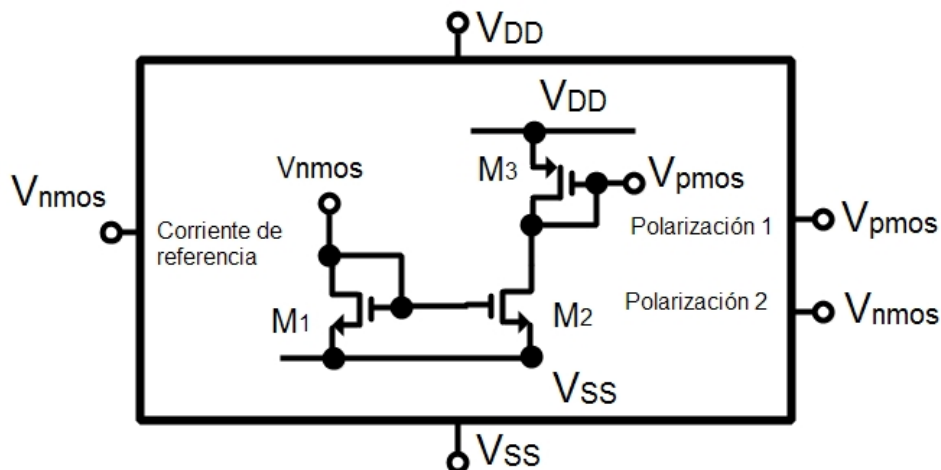 VDD
VDD
M3
Vnmos
Vpmos
Vnmos
Corriente de
referencia
Polarización 1
Vpmos
Polarización 2
Vnmos
M1
M2
VSS
VSS